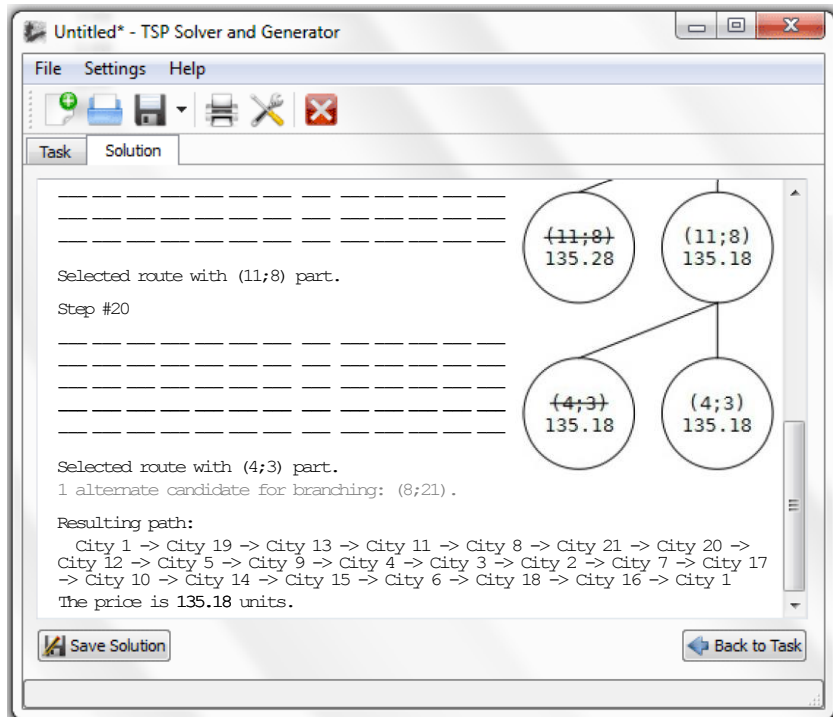 Untitled* - TSP Solver and Generator
File Settings Help
Task Solution
(11;8)
135.28
(11;8)
135.18
Selected route with (11;8) part.
Step #20
(4;3)
135.18
(4;3)
135.18
Selected route with (4;3) part.
1 alternate candidate for branching: (8;21).
Resulting path:
City 1 -> City 19 -> City 13 -> City 11 -> City 8 -> City 21 -> City 20 ->
City 12 -> City 5 -> City 9 -> City 4 -> City 3 -> City 2 -> City 7 -> City 17
-> City 10 -> City 14 -> City 15 -> City 6 -> City 18 -> City 16 -> City 1
The price is 135.18 units.
Save Solution
Back to Task